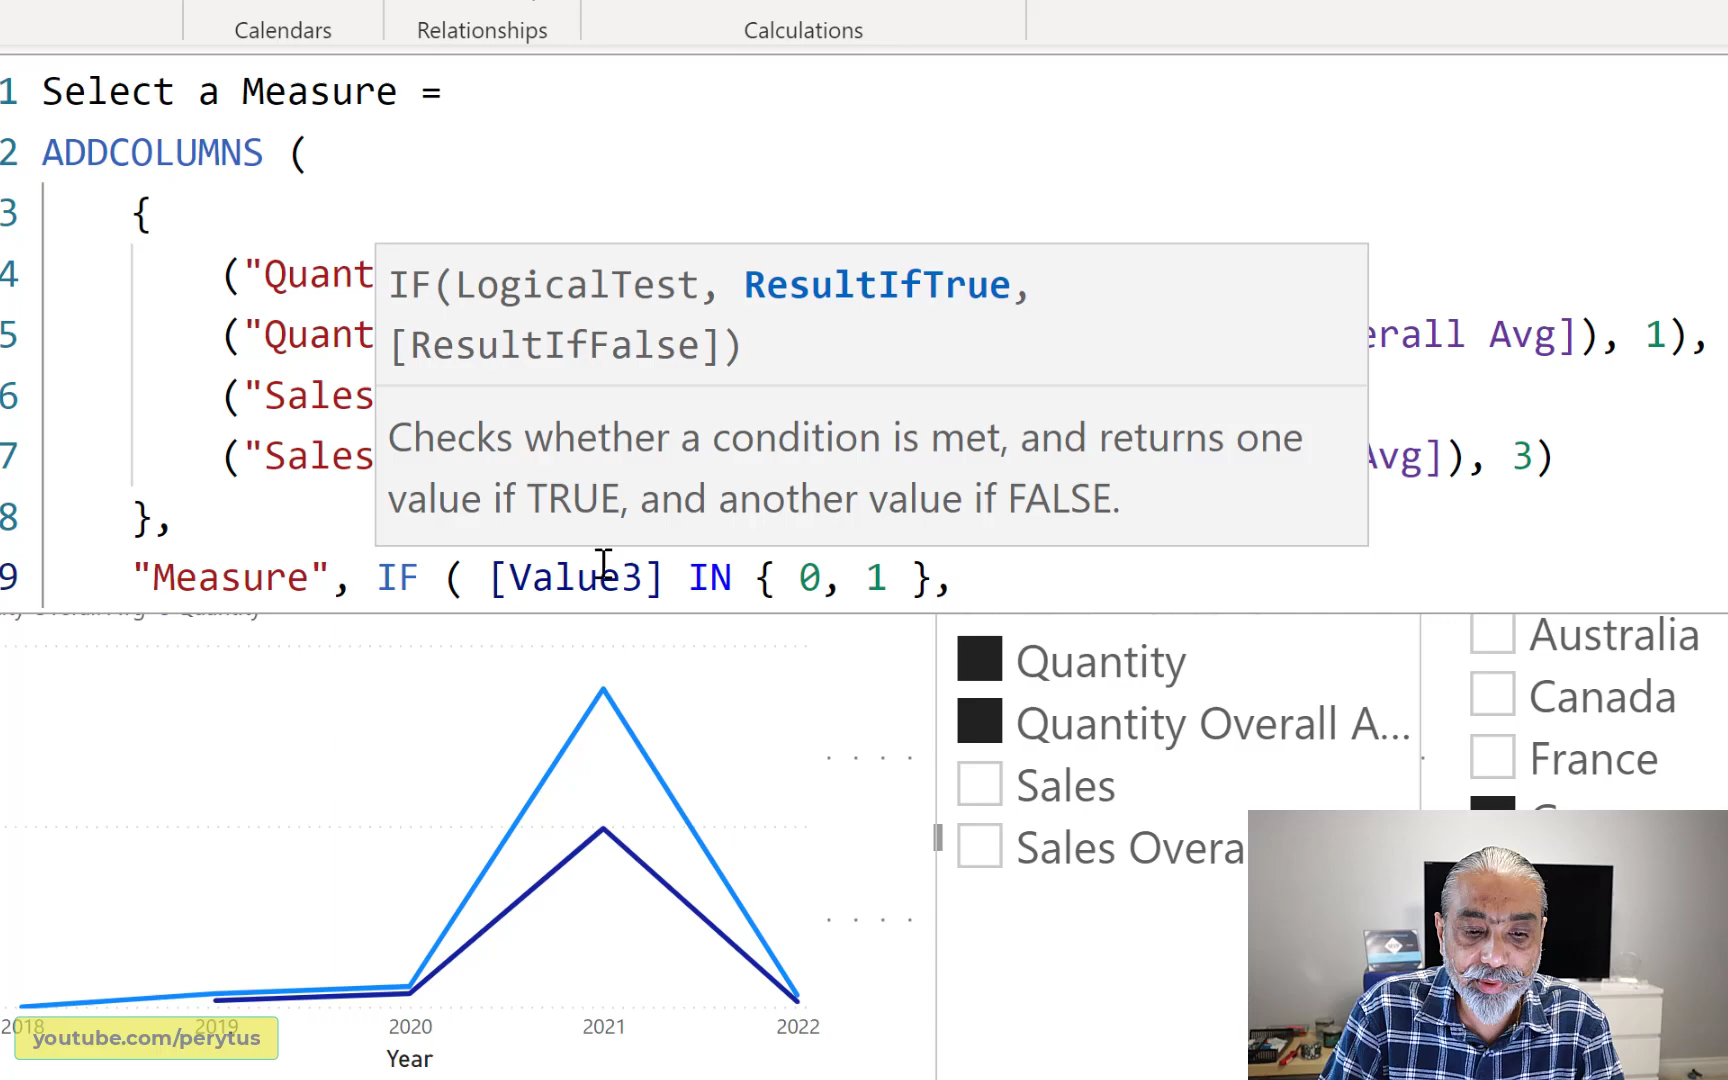 Calendars
Relationships
Calculations
1 Select a Measure =
2 ADDCOLUMNS (
3 {
4 ("Quant
5 ("Quant erall Avg]), 1),
6 ("Sales
7 ("Sales Avg]), 3)
8 },
9 "Measure", IF ( [Value3] IN { 0, 1 },
IF(LogicalTest, ResultIfTrue,
[ResultIfFalse])
Checks whether a condition is met, and returns one
value if TRUE, and another value if FALSE.
Quantity
Quantity Overall A...
Sales
Sales Overa
Australia
Canada
France
2018 2019 2020 2021 2022
Year
youtube.com/perytus